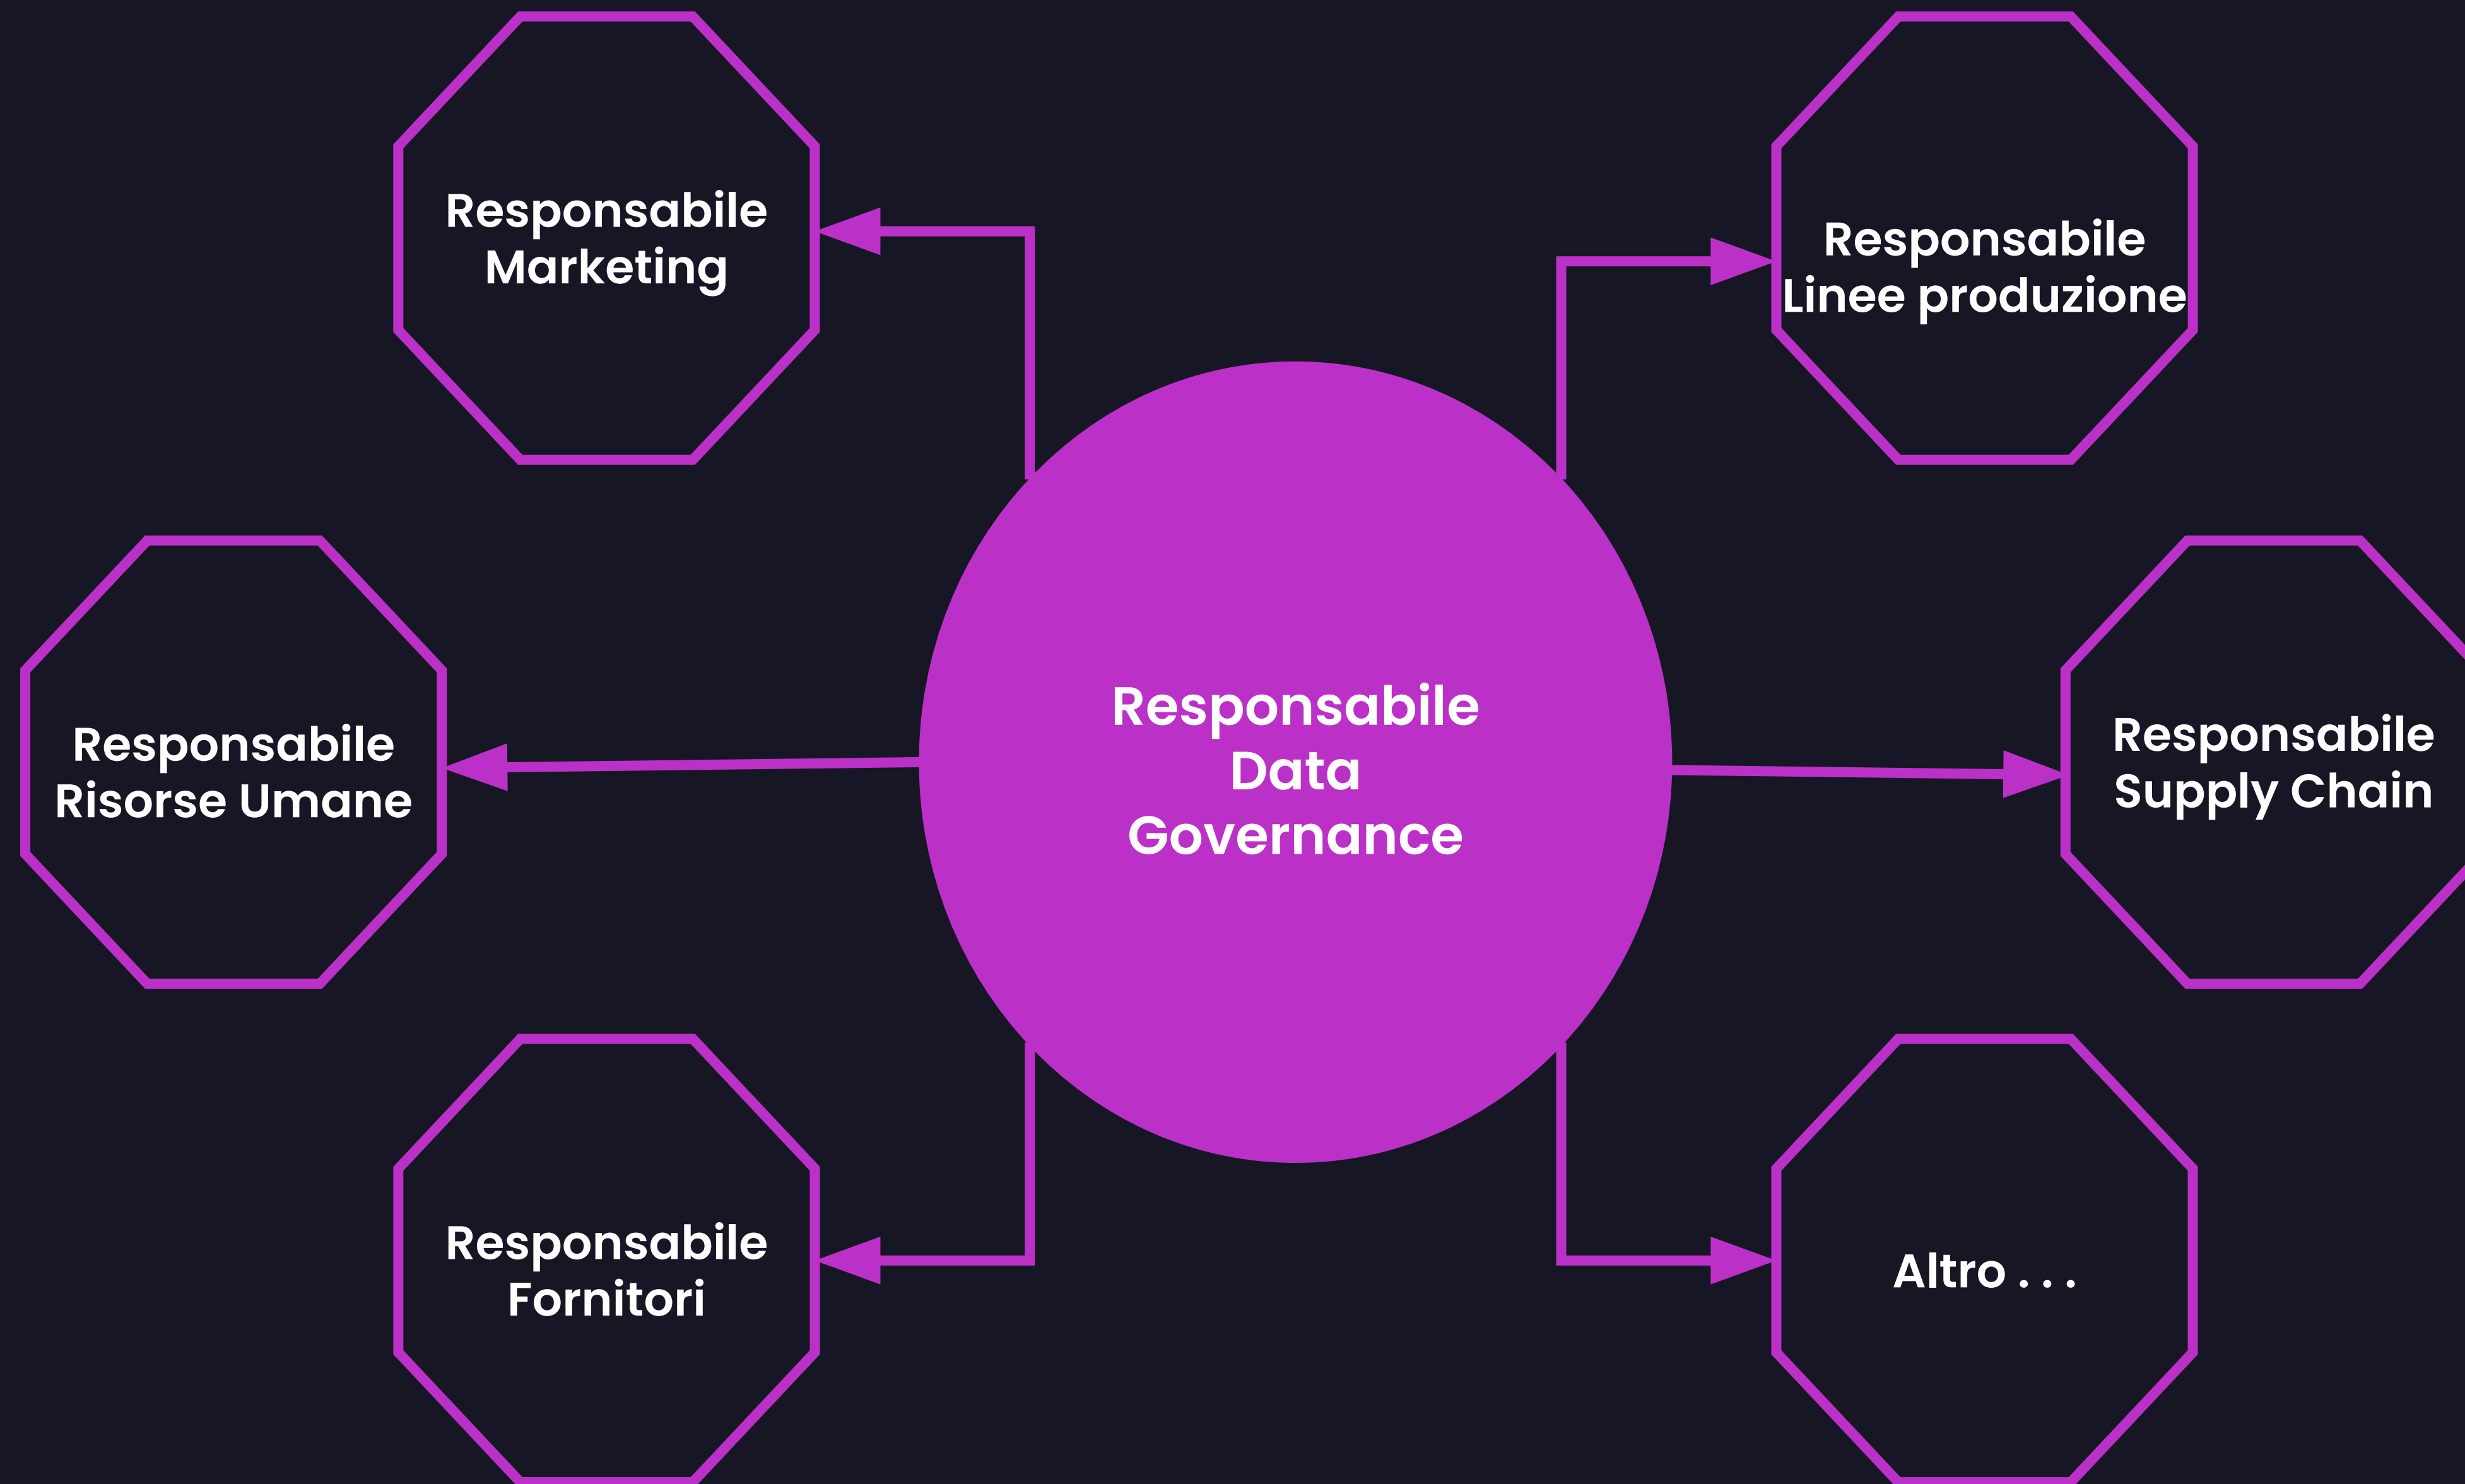 Responsabile
Marketing
Responsabile
Linee produzione
Responsabile
Risorse Umane
Responsabile
Data
Governance
Responsabile
Supply Chain
Responsabile
Fornitori
Altro . . .